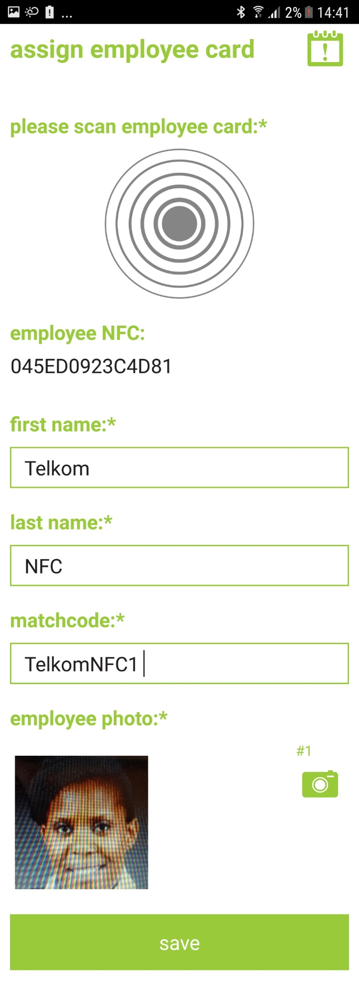 ... 2% 14:41
assign employee card
please scan employee card:*
employee NFC:
045ED0923C4D81
first name:*
Telkom
last name:*
NFC
matchcode:*
TelkomNFC1
employee photo:*
#1
save